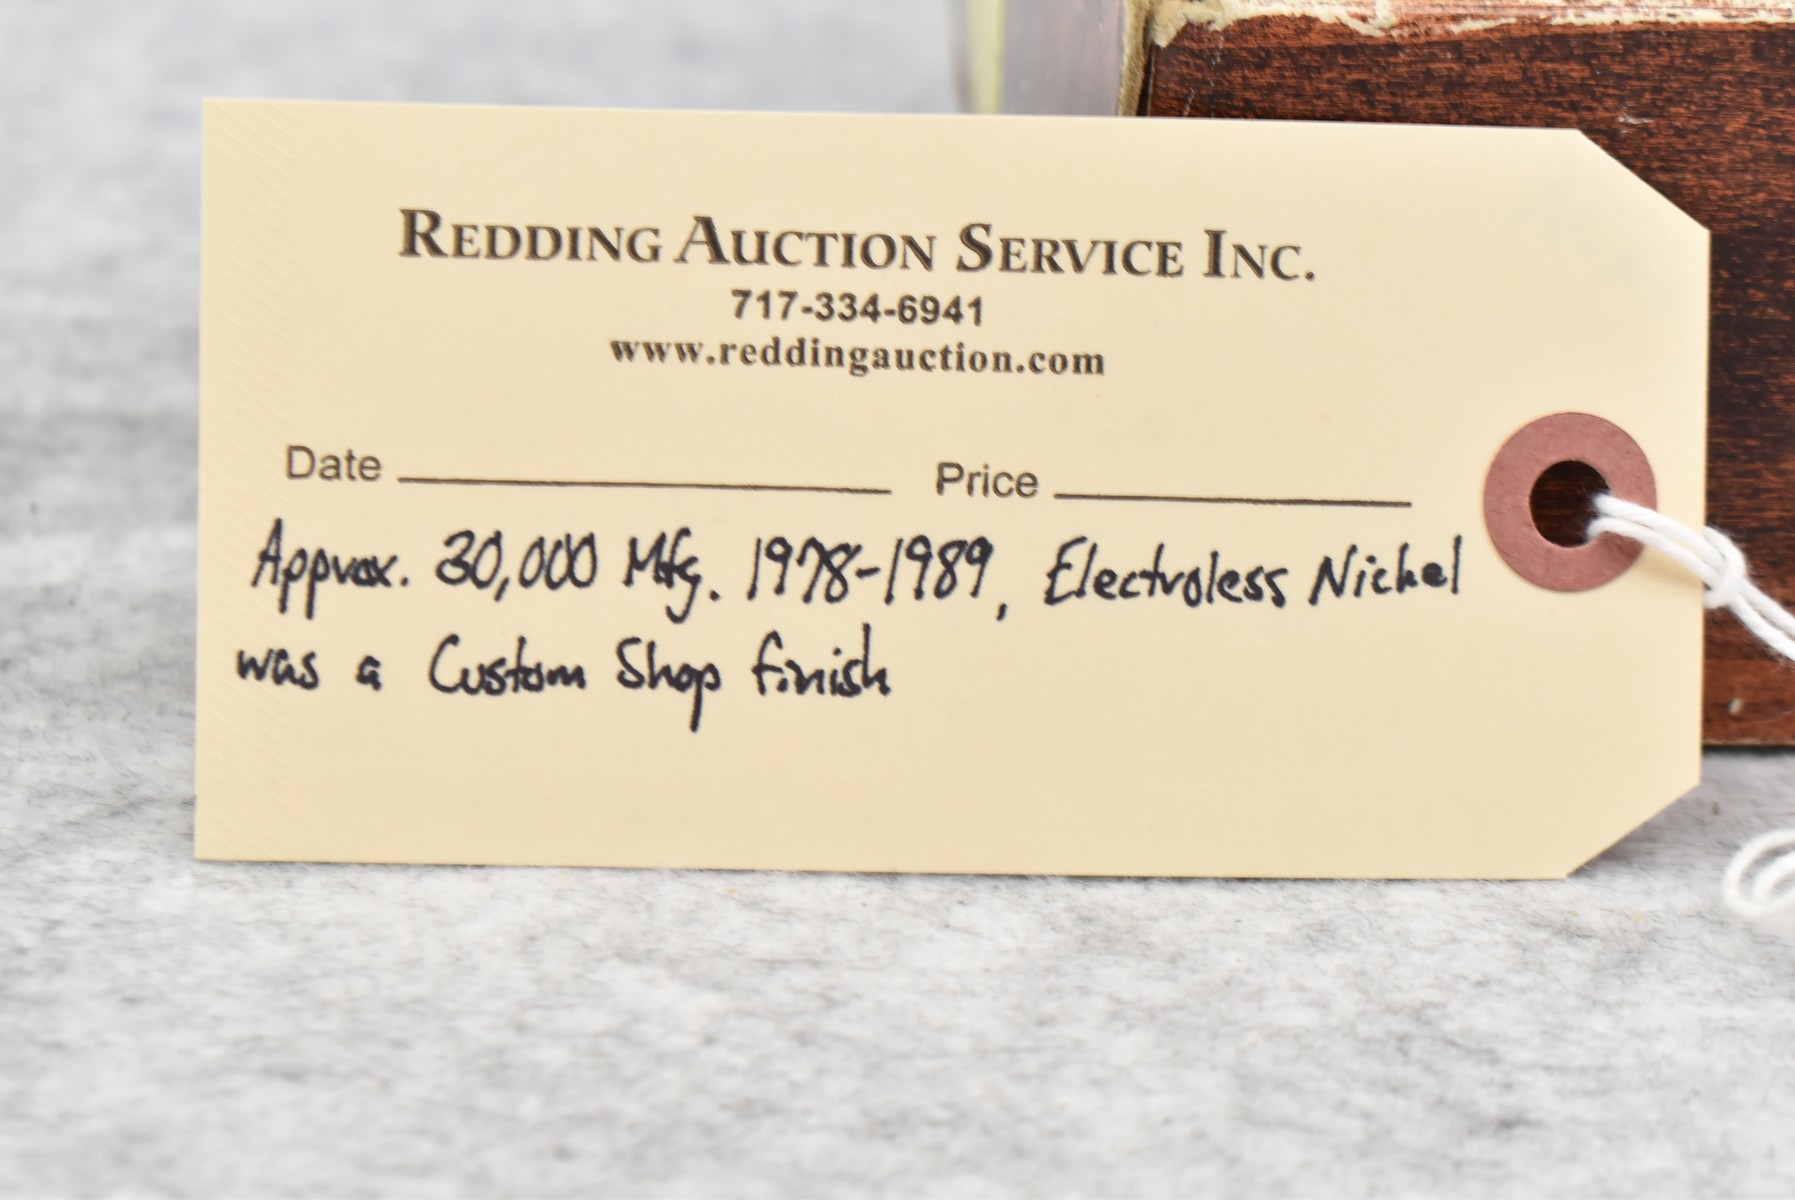 REDDING AUCTION SERVICE INC.
717-334-6941
www.reddingauction.com
Date Price
Approx. 30,000 Mfg. 1978-1989, Electroless Nickel
was a Custom Shop finish